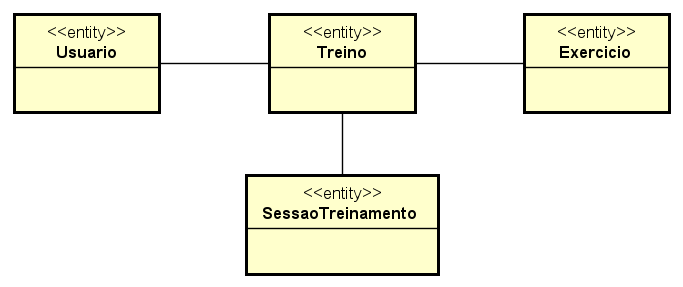 <<entity>>
Usuario
<<entity>>
Treino
<<entity>>
Exercicio
<<entity>>
SessaoTreinamento